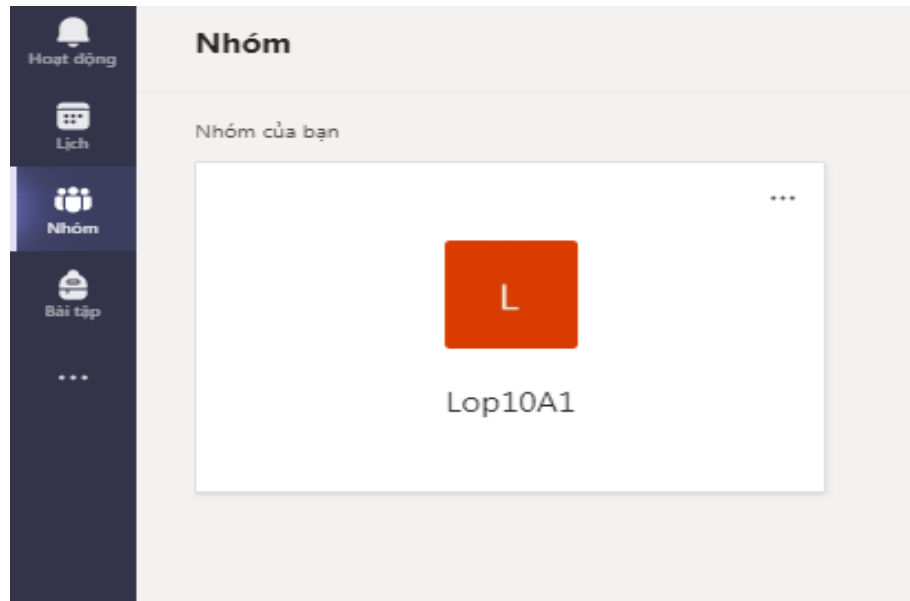 Hoạt động
Lịch
Nhóm
Bài tập
Nhóm
Nhóm của bạn
L
Lop10A1